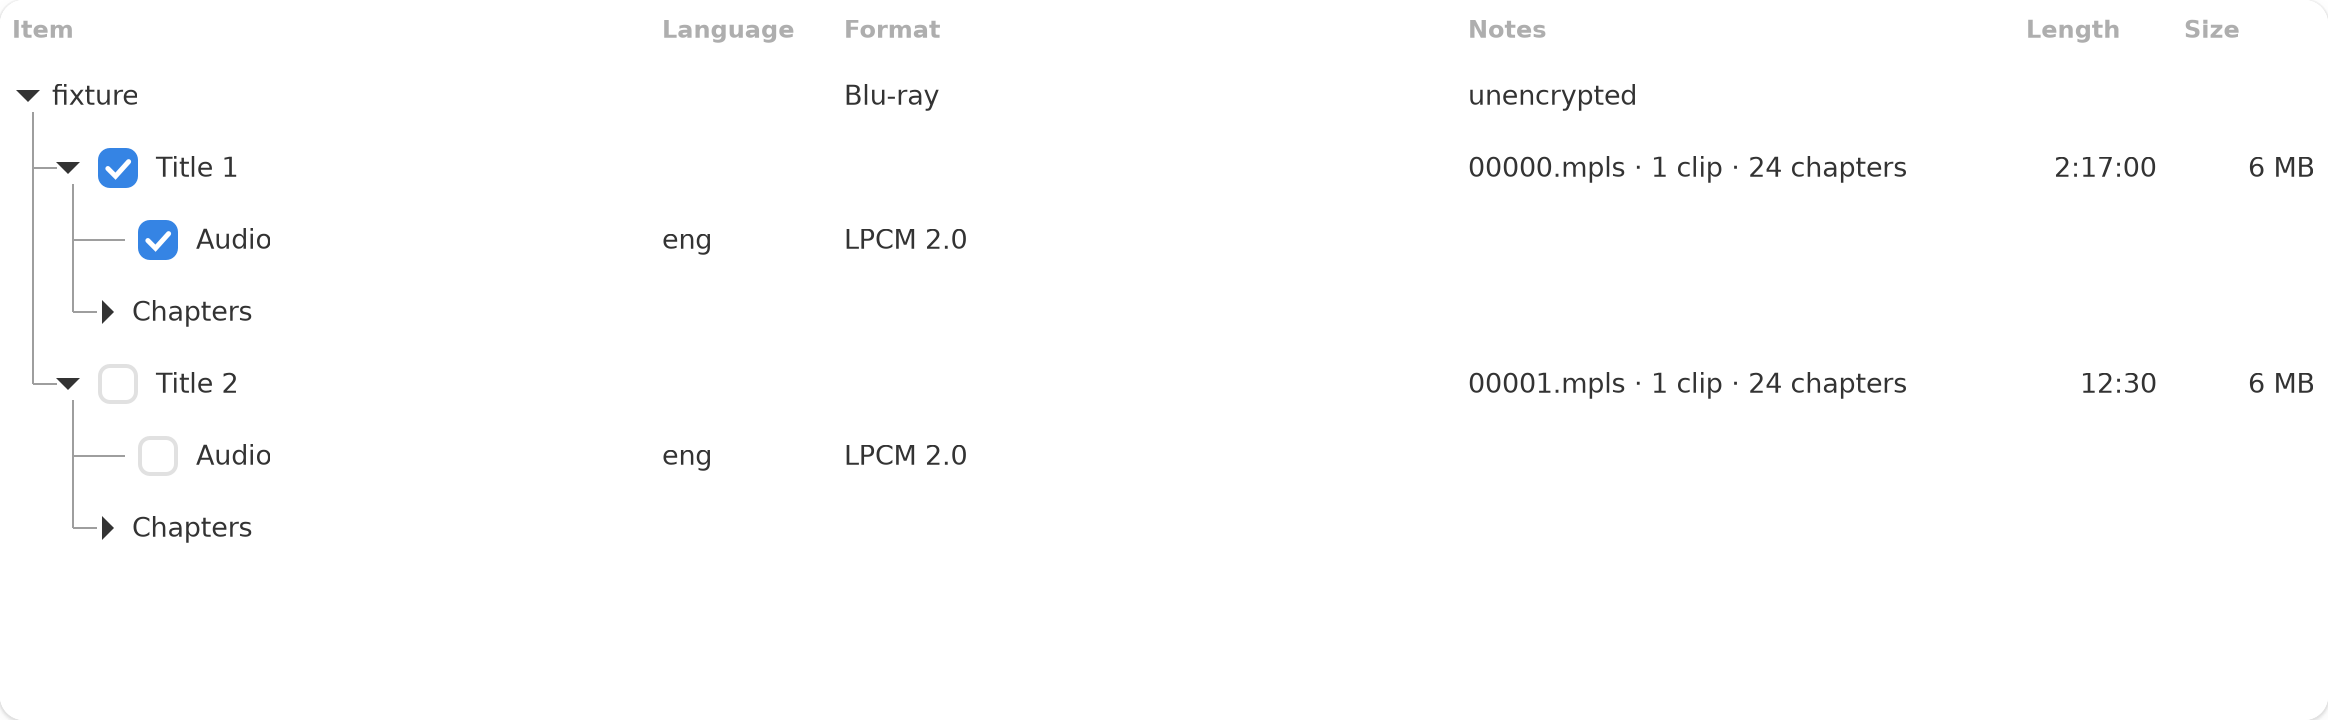 Item Language Format Notes Length Size
fixture Blu-ray unencrypted
Title 1 00000.mpls · 1 clip · 24 chapters 2:17:00 6 MB
Audio eng LPCM 2.0
Chapters
Title 2 00001.mpls · 1 clip · 24 chapters 12:30 6 MB
Audio eng LPCM 2.0
Chapters